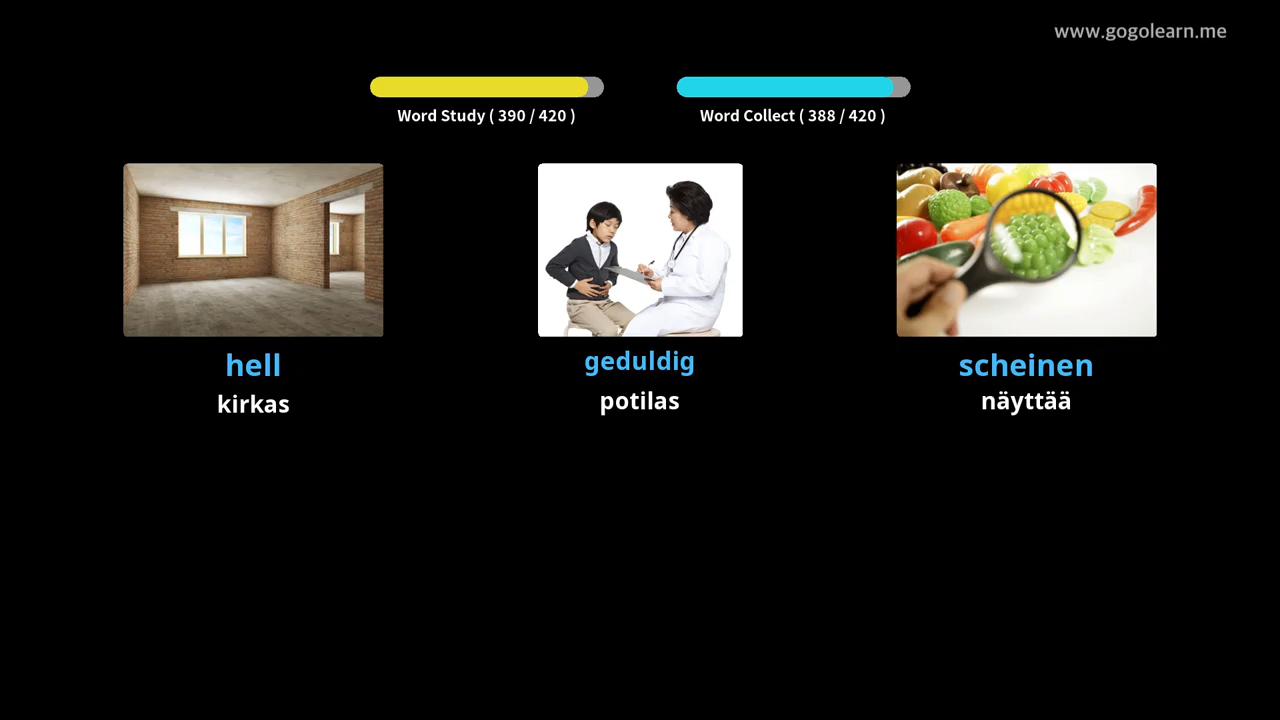 www.gogolearn.me
Word Study ( 390 / 420 )
Word Collect ( 388 / 420 )
hell
kirkas
geduldig
potilas
scheinen
näyttää